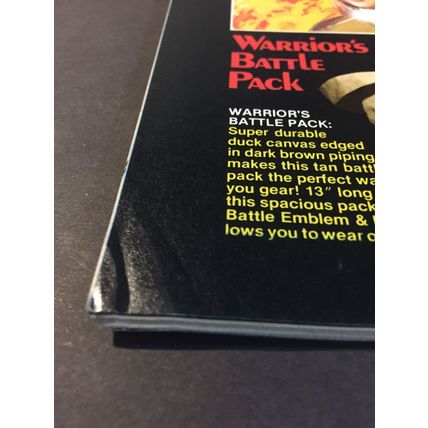 WARRIOR'S
BATTLE
PACK
WARRIOR'S
BATTLE PACK:
Super durable
duck canvas edged
in dark brown piping
makes this tan batt
pack the perfect wa
you gear! 13" long
this spacious pack
Battle Emblem &
lows you to wear o